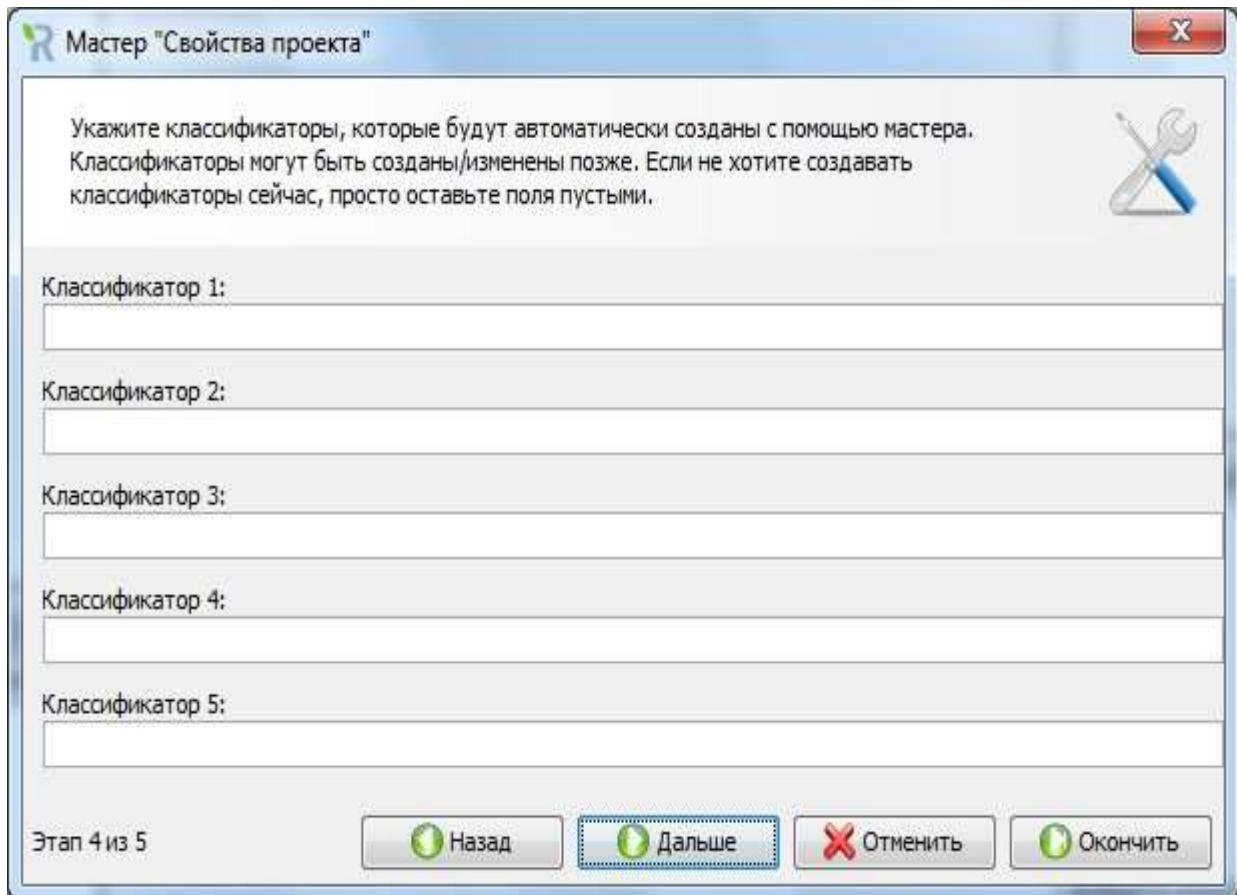 Мастер "Свойства проекта"
Укажите классификаторы, которые будут автоматически созданы с помощью мастера.
Классификаторы могут быть созданы/изменены позже. Если не хотите создавать
классификаторы сейчас, просто оставьте поля пустыми.
Классификатор 1:
Классификатор 2:
Классификатор 3:
Классификатор 4:
Классификатор 5:
Этап 4 из 5 Назад Дальше Отменить Окончить